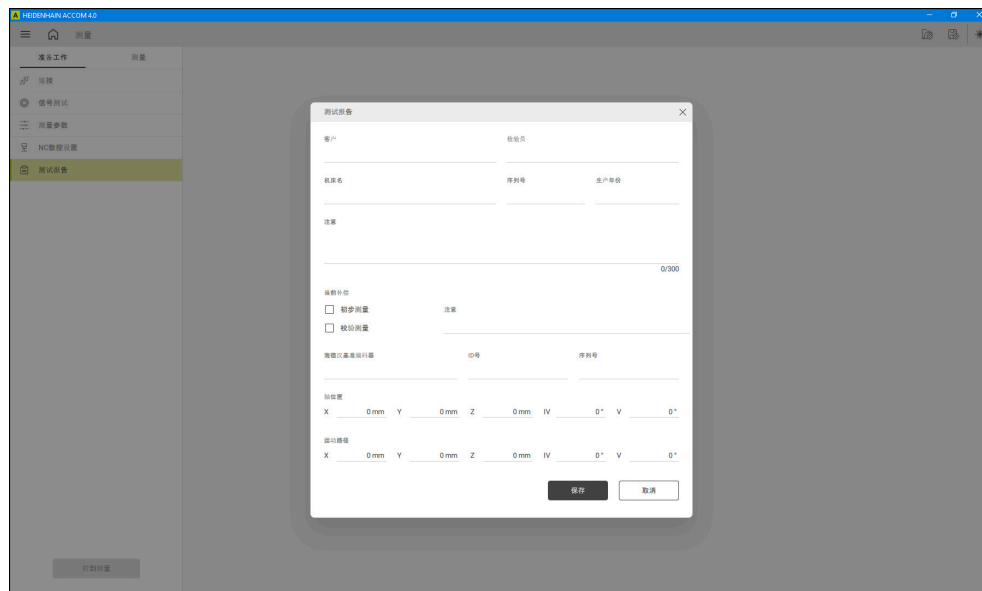 HEIDENHAIN ACCOM 4.0
测量
准备工作 测量
连接
信号测试
测量参数
NC数控设置
测试报告
测试报告
客户 检验员
机床名 序列号 生产年份
注意
0/300
当前补偿
初步测量 注意
校验测量
海德汉基准编码器 ID号 序列号
始位置
X 0 mm Y 0 mm Z 0 mm IV 0° V 0°
运动路径
X 0 mm Y 0 mm Z 0 mm IV 0° V 0°
保存 取消